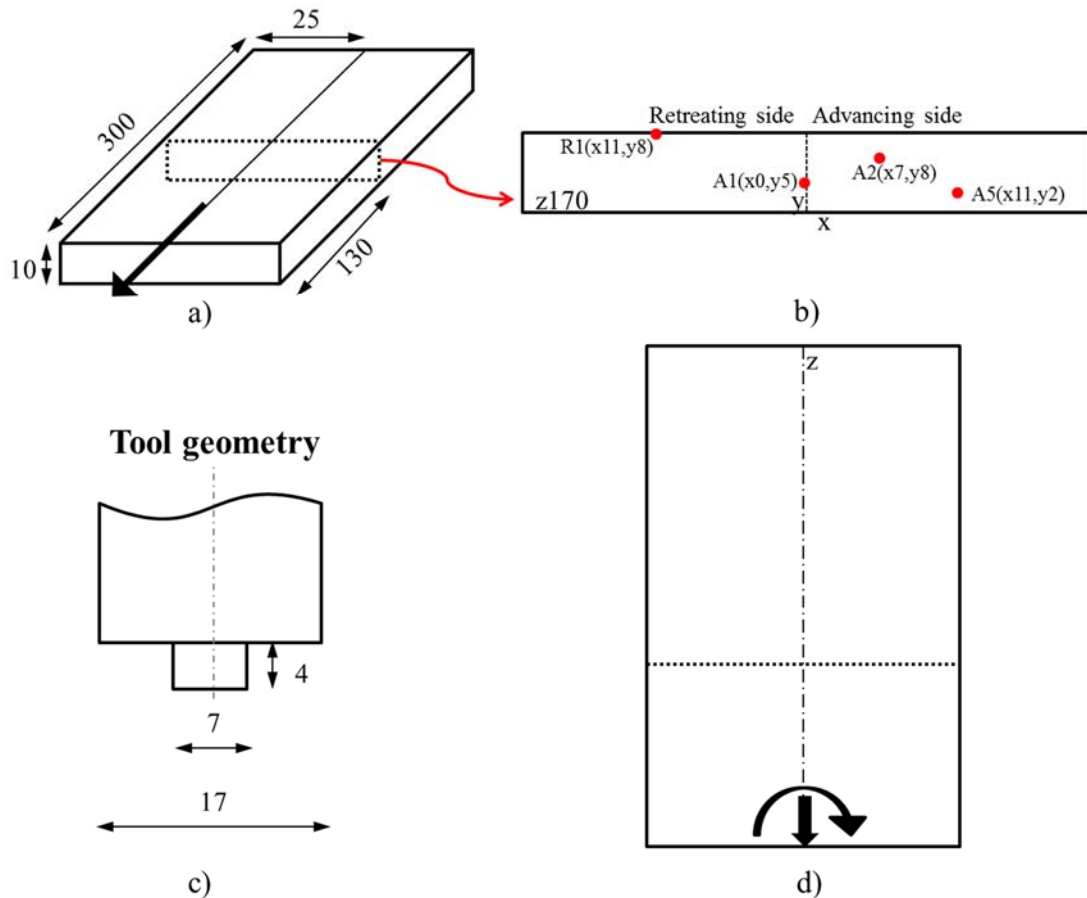 25
300
130
10
a)
Retreating side Advancing side
R1(x11,y8)
A2(x7,y8)
A1(x0,y5)
A5(x11,y2)
z170
y
x
b)
Tool geometry
4
7
17
c)
z
d)